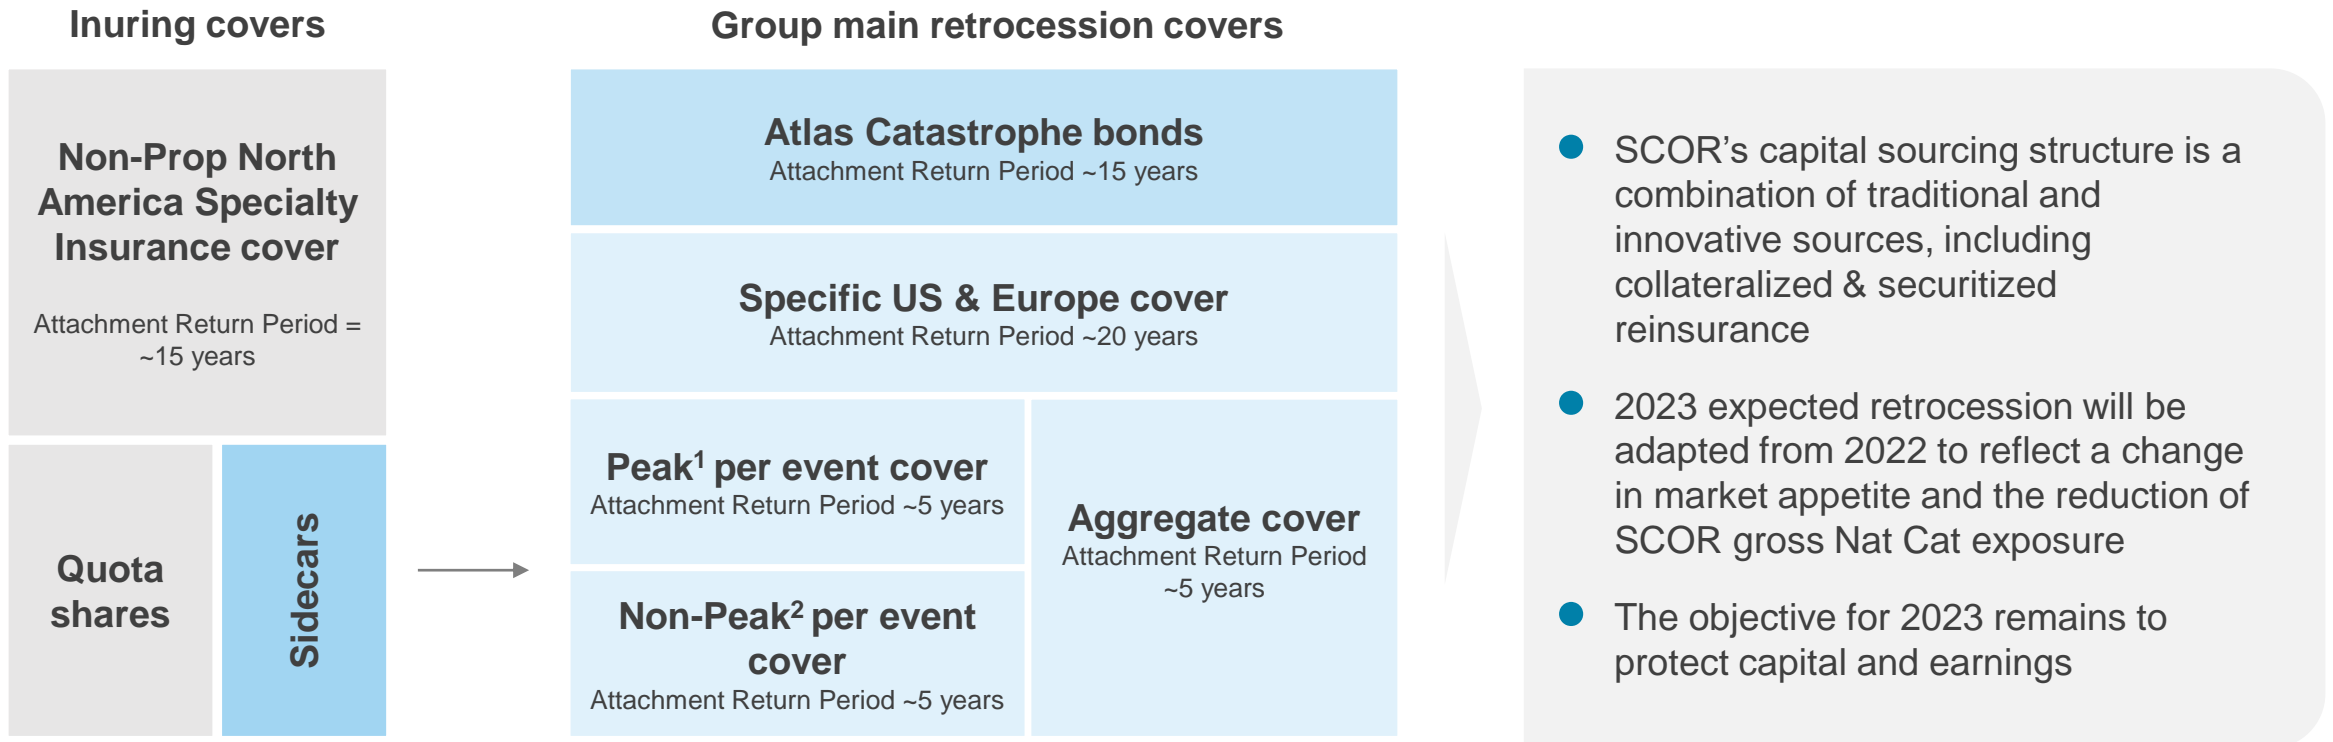 Inuring covers
Non-Prop North
America Specialty
Insurance cover
Attachment Return Period =
~15 years
Quota
shares
Sidecars
Group main retrocession covers
Atlas Catastrophe bonds
Attachment Return Period ~15 years
Specific US & Europe cover
Attachment Return Period ~20 years
Peak¹ per event cover
Attachment Return Period ~5 years
Non-Peak² per event
cover
Attachment Return Period ~5 years
Aggregate cover
Attachment Return Period
~5 years
SCOR’s capital sourcing structure is a
combination of traditional and
innovative sources, including
collateralized & securitized
reinsurance
2023 expected retrocession will be
adapted from 2022 to reflect a change
in market appetite and the reduction of
SCOR gross Nat Cat exposure
The objective for 2023 remains to
protect capital and earnings